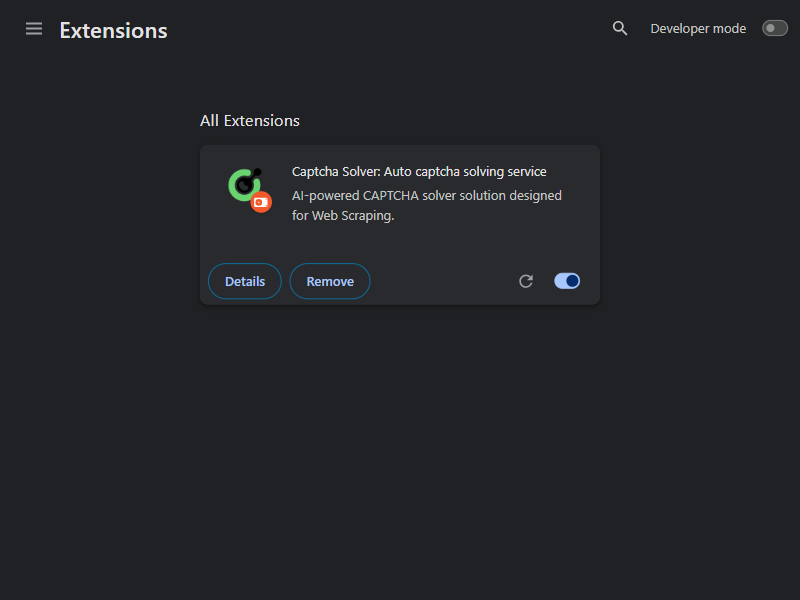 Extensions
Developer mode
All Extensions
Captcha Solver: Auto captcha solving service
AI-powered CAPTCHA solver solution designed
for Web Scraping.
Details
Remove